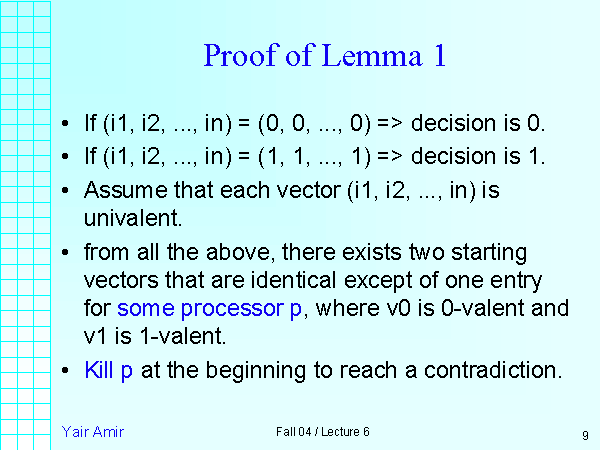 Proof of Lemma 1
• If (i1, i2, ..., in) = (0, 0, ..., 0) => decision is 0.
• If (i1, i2, ..., in) = (1, 1, ..., 1) => decision is 1.
• Assume that each vector (i1, i2, ..., in) is
univalent.
• from all the above, there exists two starting
vectors that are identical except of one entry
for some processor p, where v0 is 0-valent and
v1 is 1-valent.
• Kill p at the beginning to reach a contradiction.
Yair Amir
Fall 04 / Lecture 6
9